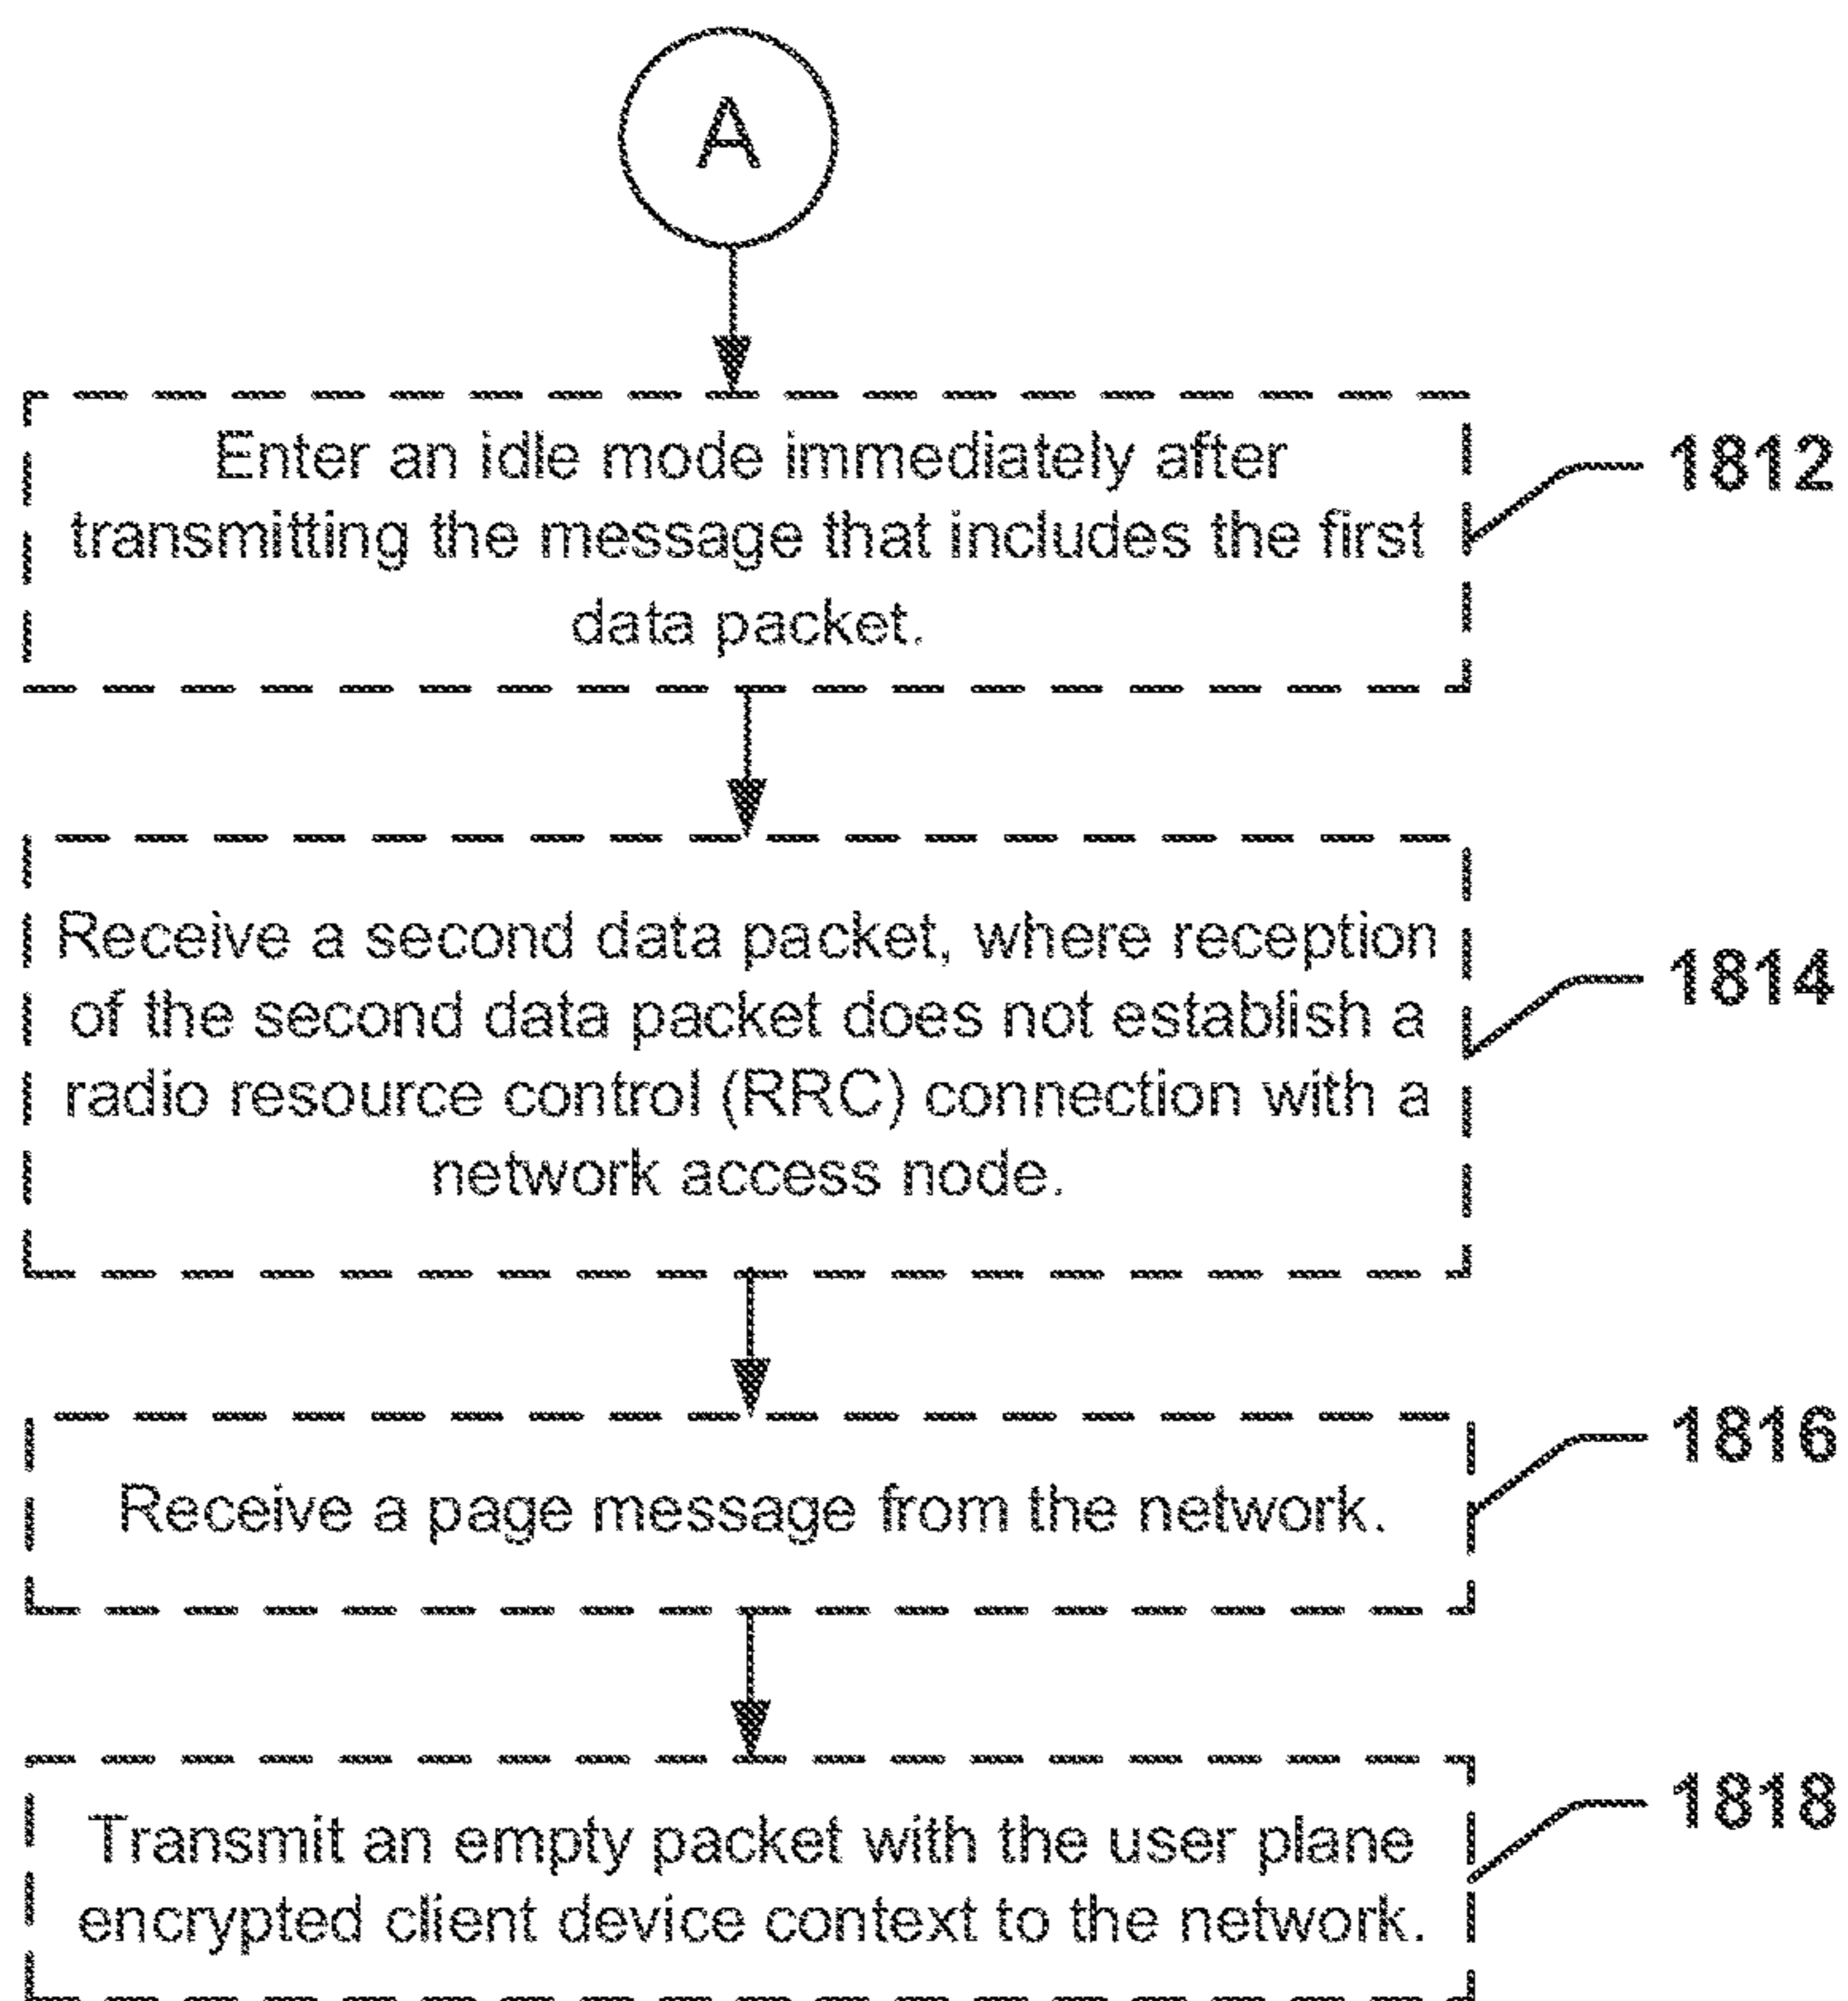 A
Enter an idle mode immediately after
transmitting the message that includes the first
data packet.
1812
Receive a second data packet, where reception
of the second data packet does not establish a
radio resource control (RRC) connection with a
network access node.
1814
Receive a page message from the network.
1816
Transmit an empty packet with the user plane
encrypted client device context to the network.
1818